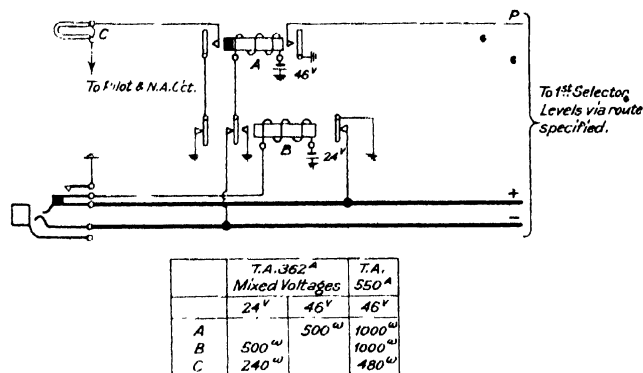 C
P
A
46ᵛ
To Pilot & N.A. Cct.
To 1st Selector
Levels via route
specified.
B
24ᵛ
+
−
T.A. 362ᴬ
Mixed Voltages
T.A.
550ᴬ
24ᵛ 46ᵛ 46ᵛ
A 500ω 1000ω
B 500ω 1000ω
C 240ω 480ω